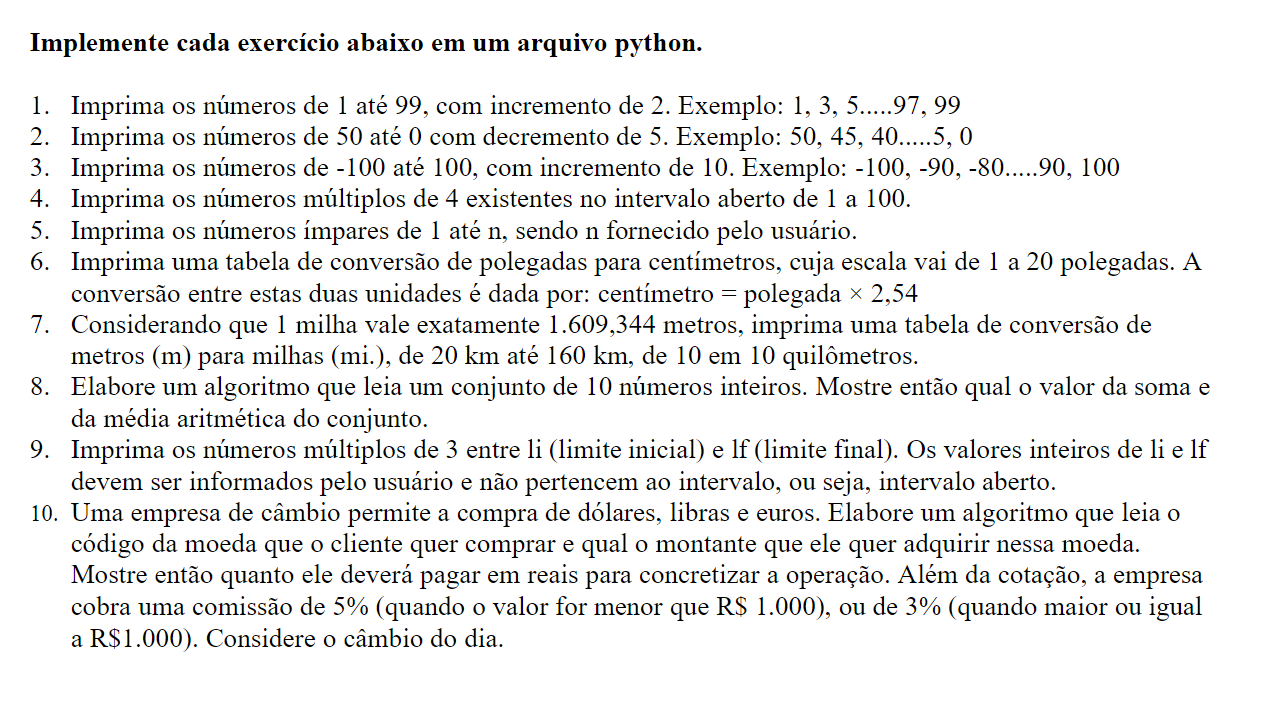 Implemente cada exercício abaixo em um arquivo python.
1. Imprima os números de 1 até 99, com incremento de 2. Exemplo: 1, 3, 5.....97, 99
2. Imprima os números de 50 até 0 com decremento de 5. Exemplo: 50, 45, 40.....5, 0
3. Imprima os números de -100 até 100, com incremento de 10. Exemplo: -100, -90, -80.....90, 100
4. Imprima os números múltiplos de 4 existentes no intervalo aberto de 1 a 100.
5. Imprima os números ímpares de 1 até n, sendo n fornecido pelo usuário.
6. Imprima uma tabela de conversão de polegadas para centímetros, cuja escala vai de 1 a 20 polegadas. A
conversão entre estas duas unidades é dada por: centímetro = polegada × 2,54
7. Considerando que 1 milha vale exatamente 1.609,344 metros, imprima uma tabela de conversão de
metros (m) para milhas (mi.), de 20 km até 160 km, de 10 em 10 quilômetros.
8. Elabore um algoritmo que leia um conjunto de 10 números inteiros. Mostre então qual o valor da soma e
da média aritmética do conjunto.
9. Imprima os números múltiplos de 3 entre li (limite inicial) e lf (limite final). Os valores inteiros de li e lf
devem ser informados pelo usuário e não pertencem ao intervalo, ou seja, intervalo aberto.
10. Uma empresa de câmbio permite a compra de dólares, libras e euros. Elabore um algoritmo que leia o
código da moeda que o cliente quer comprar e qual o montante que ele quer adquirir nessa moeda.
Mostre então quanto ele deverá pagar em reais para concretizar a operação. Além da cotação, a empresa
cobra uma comissão de 5% (quando o valor for menor que R$ 1.000), ou de 3% (quando maior ou igual
a R$1.000). Considere o câmbio do dia.